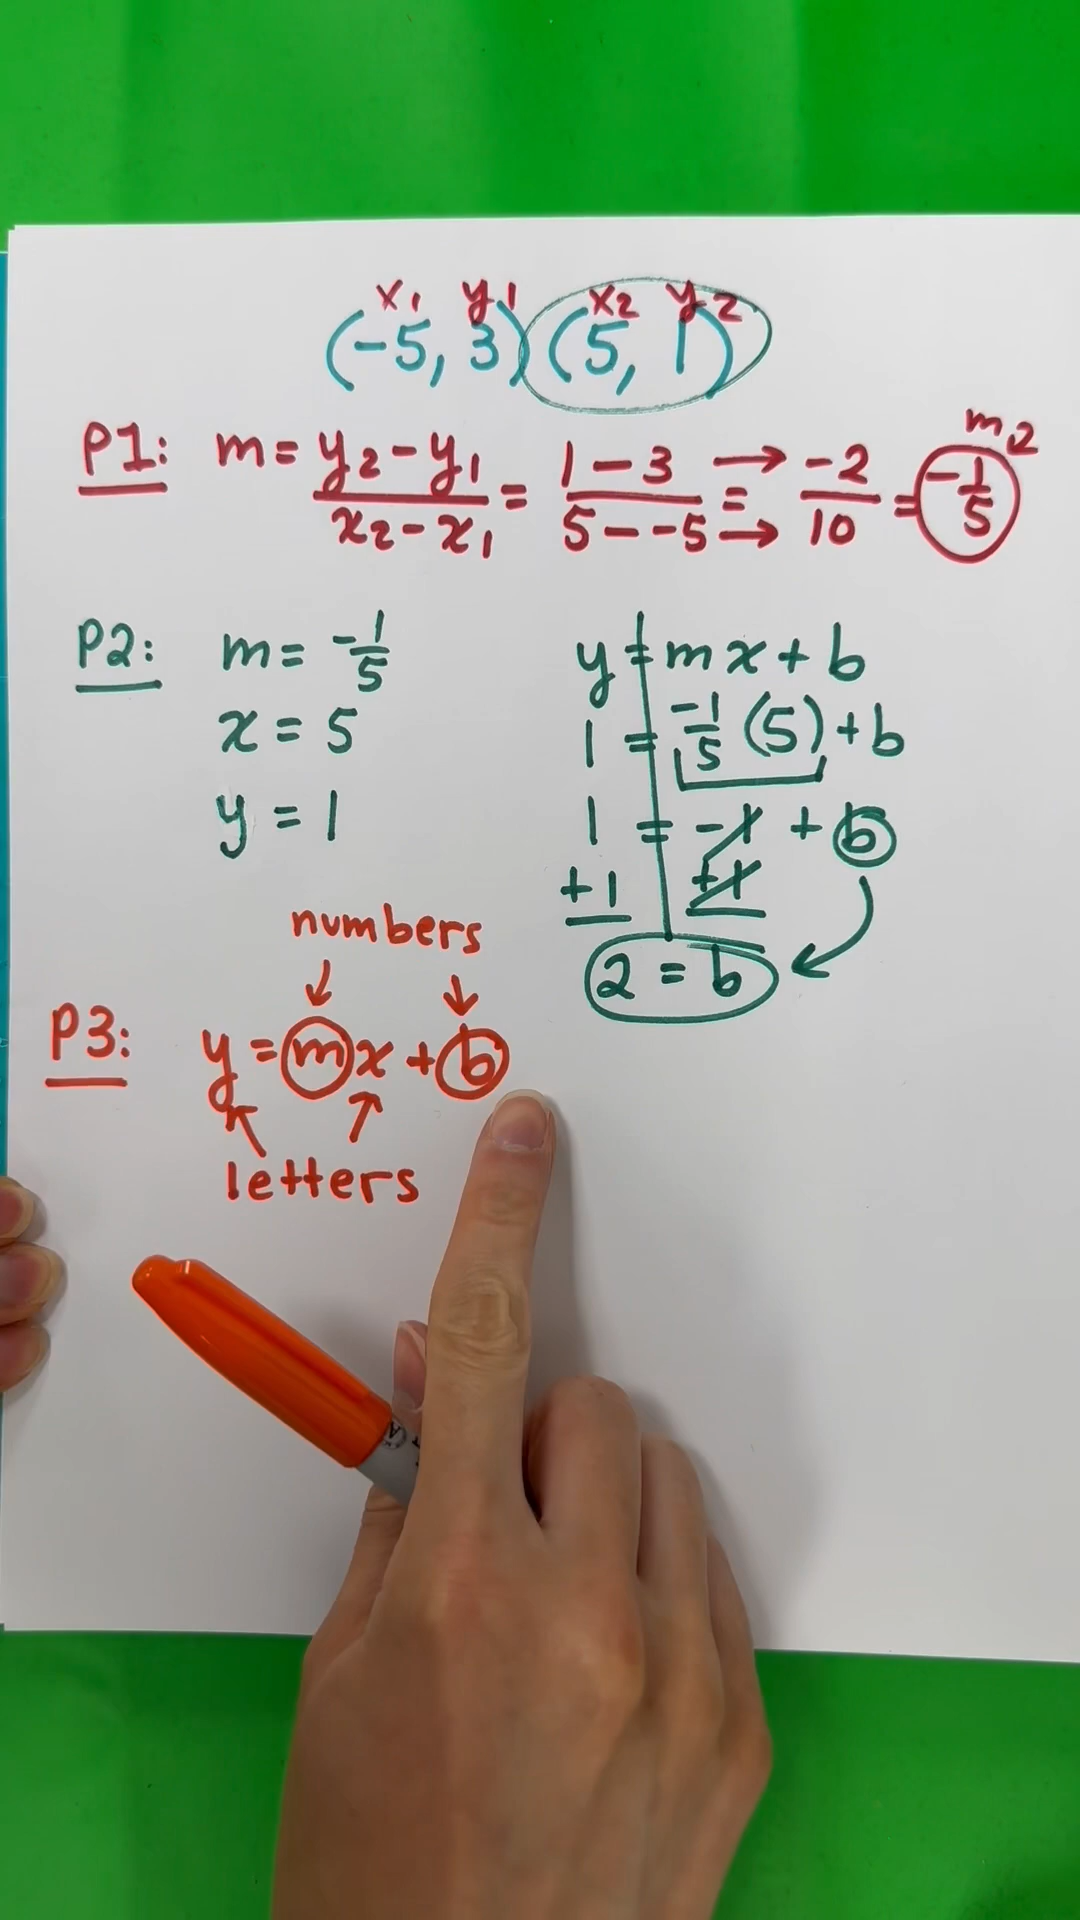 x₁ y₁ x₂ y₂
(-5, 3) (5, 1)
m₂
P1: m = y₂-y₁/x₂-x₁ = 1-3/5--5 =→→ -2/10 = -1/5
P2: m = -1/5
x = 5
y = 1
y = mx + b
1 = -1/5 (5) + b
1 = -1 + b
+1 +1
2 = b
numbers
P3: y = mx + b
letters